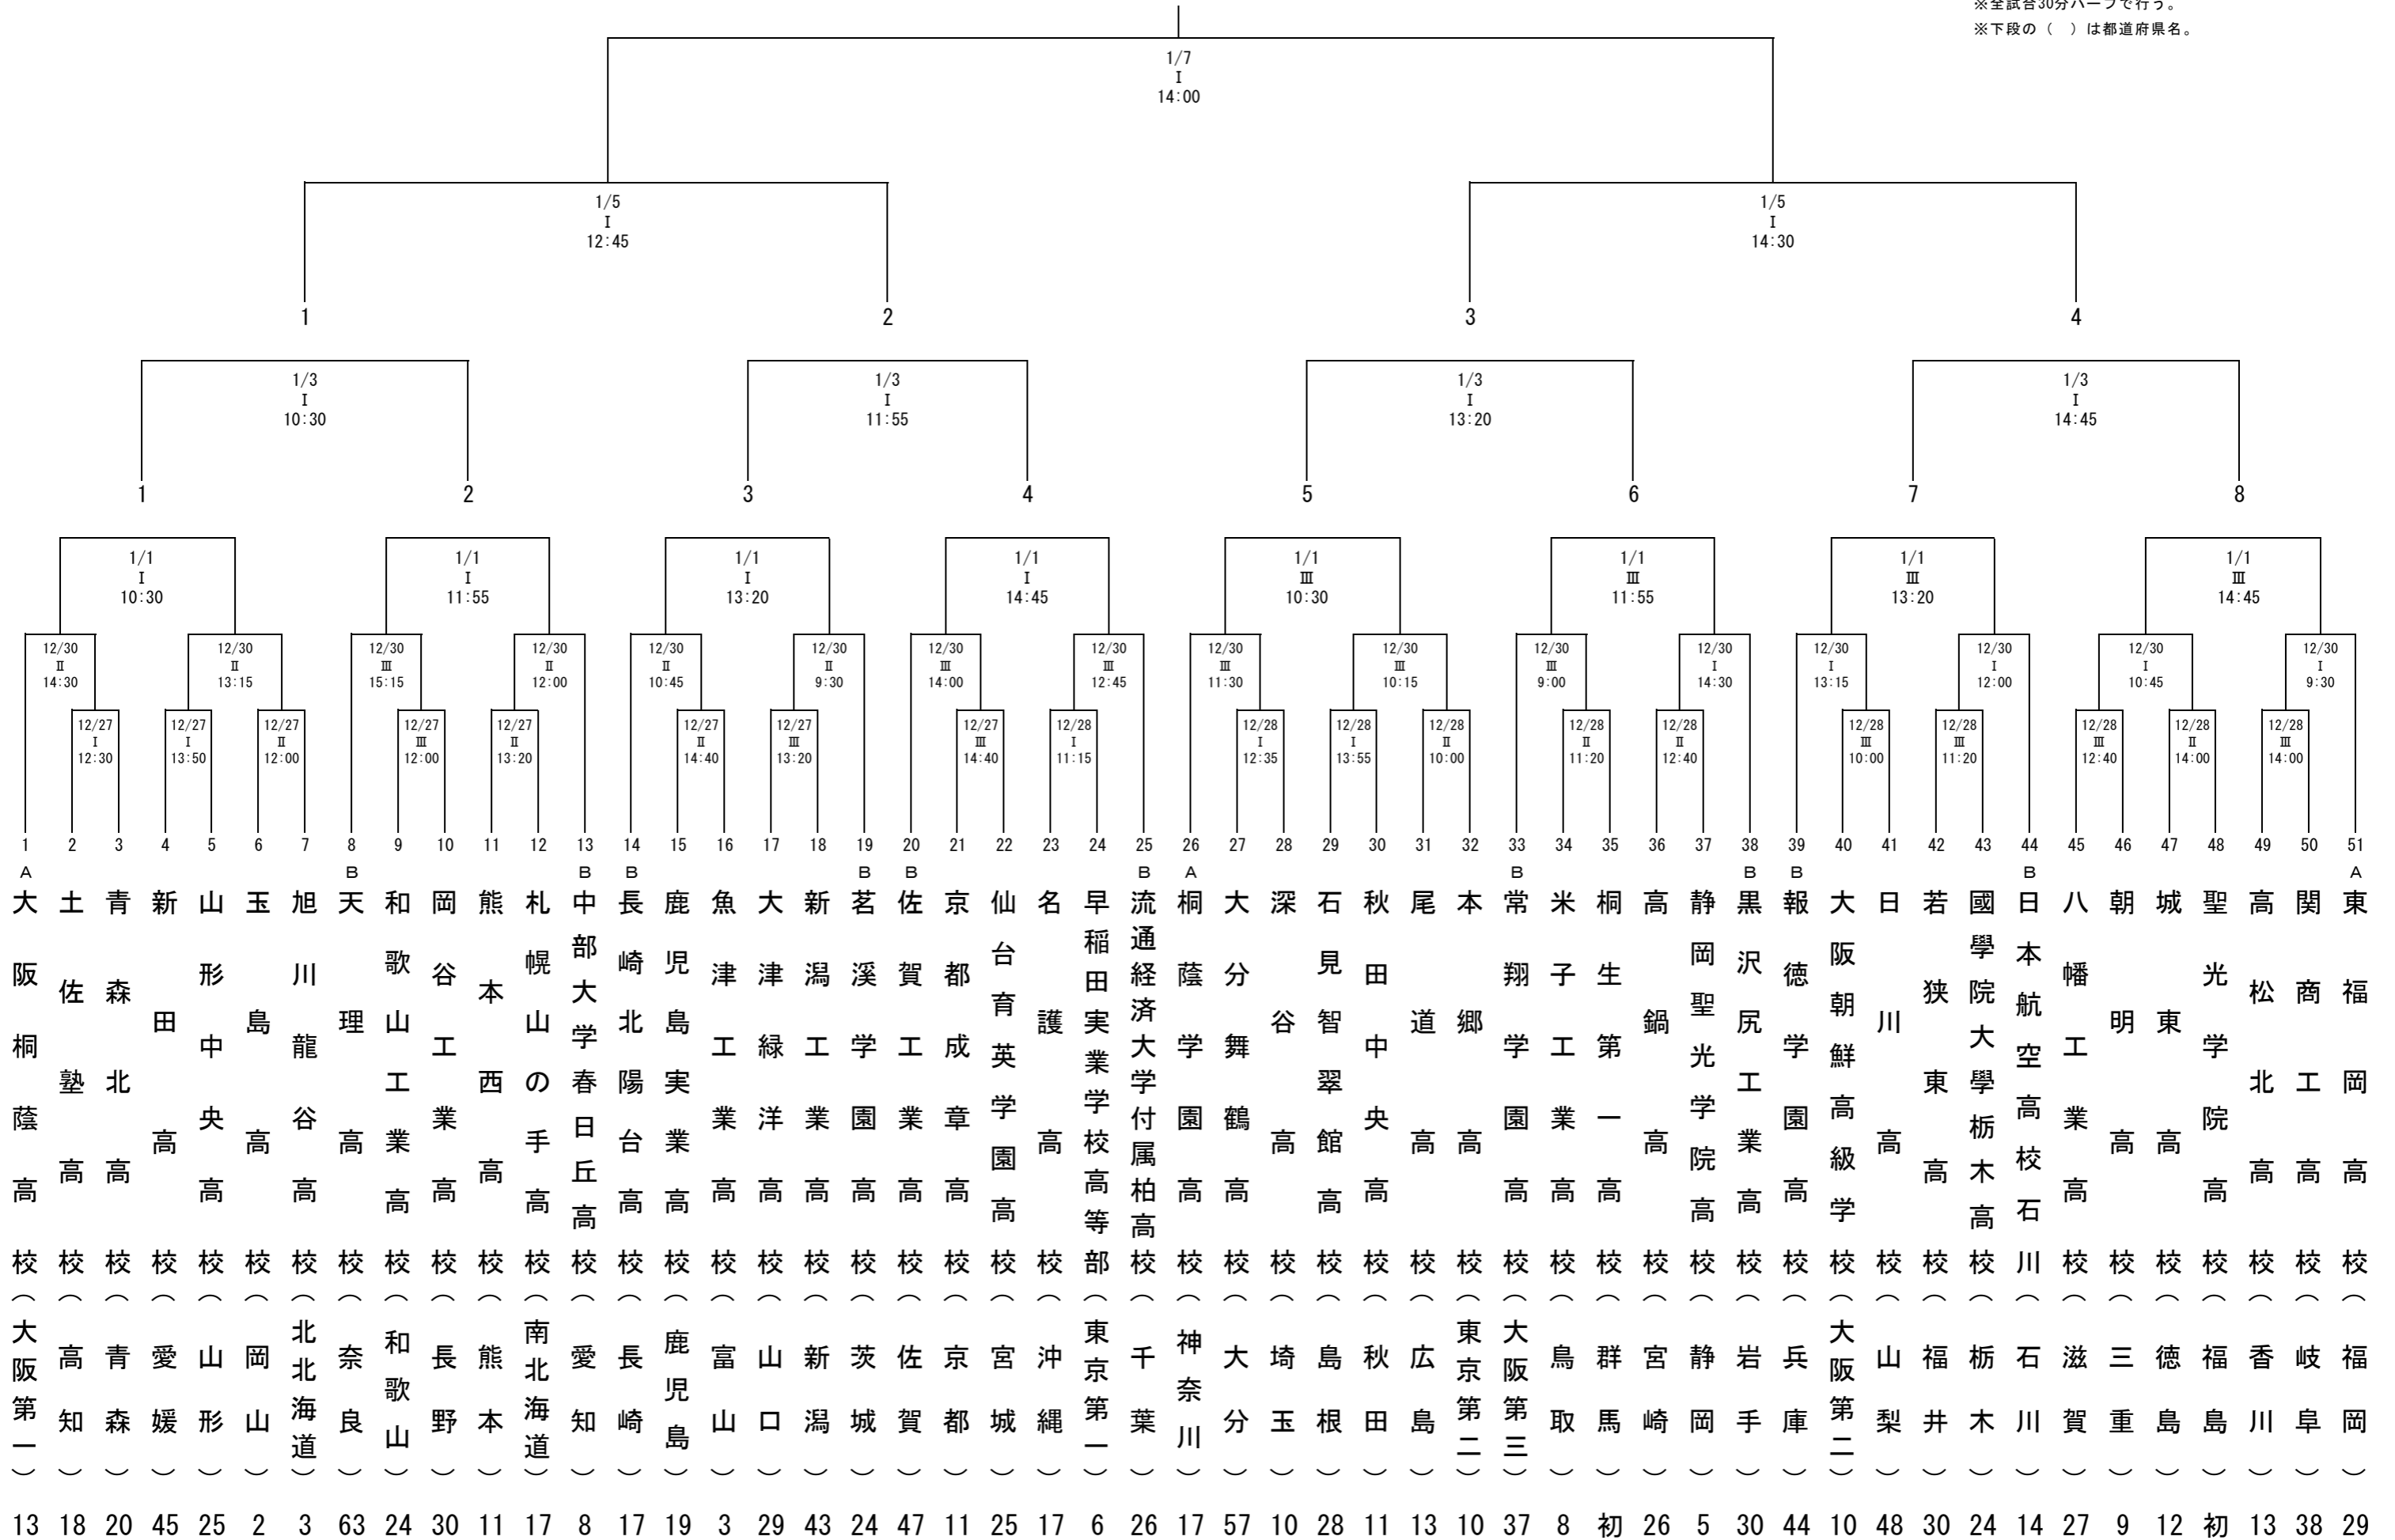 ※全試合30分ハーフで行う。
※下段の（　）は都道府県名。
1/7
Ⅰ
14:00
1/5
Ⅰ
12:45
1/5
Ⅰ
14:30
1 2 3 4
1/3
Ⅰ
10:30
1/3
Ⅰ
11:55
1/3
Ⅰ
13:20
1/3
Ⅰ
14:45
1 2 3 4 5 6 7 8
1/1
Ⅰ
10:30
1/1
Ⅰ
11:55
1/1
Ⅰ
13:20
1/1
Ⅰ
14:45
1/1
Ⅲ
10:30
1/1
Ⅲ
11:55
1/1
Ⅲ
13:20
1/1
Ⅲ
14:45
12/30
Ⅱ
14:30
12/30
Ⅱ
13:15
12/30
Ⅲ
15:15
12/30
Ⅱ
12:00
12/30
Ⅱ
10:45
12/30
Ⅱ
9:30
12/30
Ⅲ
14:00
12/30
Ⅲ
12:45
12/30
Ⅲ
11:30
12/30
Ⅲ
10:15
12/30
Ⅲ
9:00
12/30
Ⅰ
14:30
12/30
Ⅰ
13:15
12/30
Ⅰ
12:00
12/30
Ⅰ
10:45
12/30
Ⅰ
9:30
12/27
Ⅰ
12:30
12/27
Ⅰ
13:50
12/27
Ⅱ
12:00
12/27
Ⅲ
12:00
12/27
Ⅱ
13:20
12/27
Ⅱ
14:40
12/27
Ⅲ
13:20
12/27
Ⅲ
14:40
12/28
Ⅰ
11:15
12/28
Ⅰ
12:35
12/28
Ⅰ
13:55
12/28
Ⅱ
10:00
12/28
Ⅱ
11:20
12/28
Ⅱ
12:40
12/28
Ⅲ
10:00
12/28
Ⅲ
11:20
12/28
Ⅲ
12:40
12/28
Ⅱ
14:00
12/28
Ⅲ
14:00
1 A 大阪桐蔭高校（大阪第一） 13
2 土佐塾高校（高知） 18
3 青森北高校（青森） 20
4 新田高校（愛媛） 45
5 山形中央高校（山形） 25
6 玉島高校（岡山） 2
7 旭川龍谷高校（北北海道） 3
8 B 天理高校（奈良） 63
9 和歌山工業高校（和歌山） 24
10 岡谷工業高校（長野） 30
11 熊本西高校（熊本） 11
12 札幌山の手高校（南北海道） 17
13 B 中部大学春日丘高校（愛知） 8
14 B 長崎北陽台高校（長崎） 17
15 鹿児島実業高校（鹿児島） 19
16 魚津工業高校（富山） 3
17 大津緑洋高校（山口） 29
18 新潟工業高校（新潟） 43
19 B 茗溪学園高校（茨城） 24
20 B 佐賀工業高校（佐賀） 47
21 京都成章高校（京都） 11
22 仙台育英学園高校（宮城） 25
23 名護高校（沖縄） 17
24 早稲田実業学校高等部（東京第一） 6
25 B 流通経済大学付属柏高校（千葉） 26
26 A 桐蔭学園高校（神奈川） 17
27 大分舞鶴高校（大分） 57
28 深谷高校（埼玉） 10
29 石見智翠館高校（島根） 28
30 秋田中央高校（秋田） 11
31 尾道高校（広島） 13
32 本郷高校（東京第二） 10
33 B 常翔学園高校（大阪第三） 37
34 米子工業高校（鳥取） 8
35 桐生第一高校（群馬） 初
36 高鍋高校（宮崎） 26
37 静岡聖光学院高校（静岡） 5
38 B 黒沢尻工業高校（岩手） 30
39 B 報徳学園高校（兵庫） 44
40 大阪朝鮮高級学校（大阪第二） 10
41 日川高校（山梨） 48
42 若狭東高校（福井） 30
43 國學院大學栃木高校（栃木） 24
44 B 日本航空高校石川（石川） 14
45 八幡工業高校（滋賀） 27
46 朝明高校（三重） 9
47 城東高校（徳島） 12
48 聖光学院高校（福島） 初
49 高松北高校（香川） 13
50 関商工高校（岐阜） 38
51 A 東福岡高校（福岡） 29